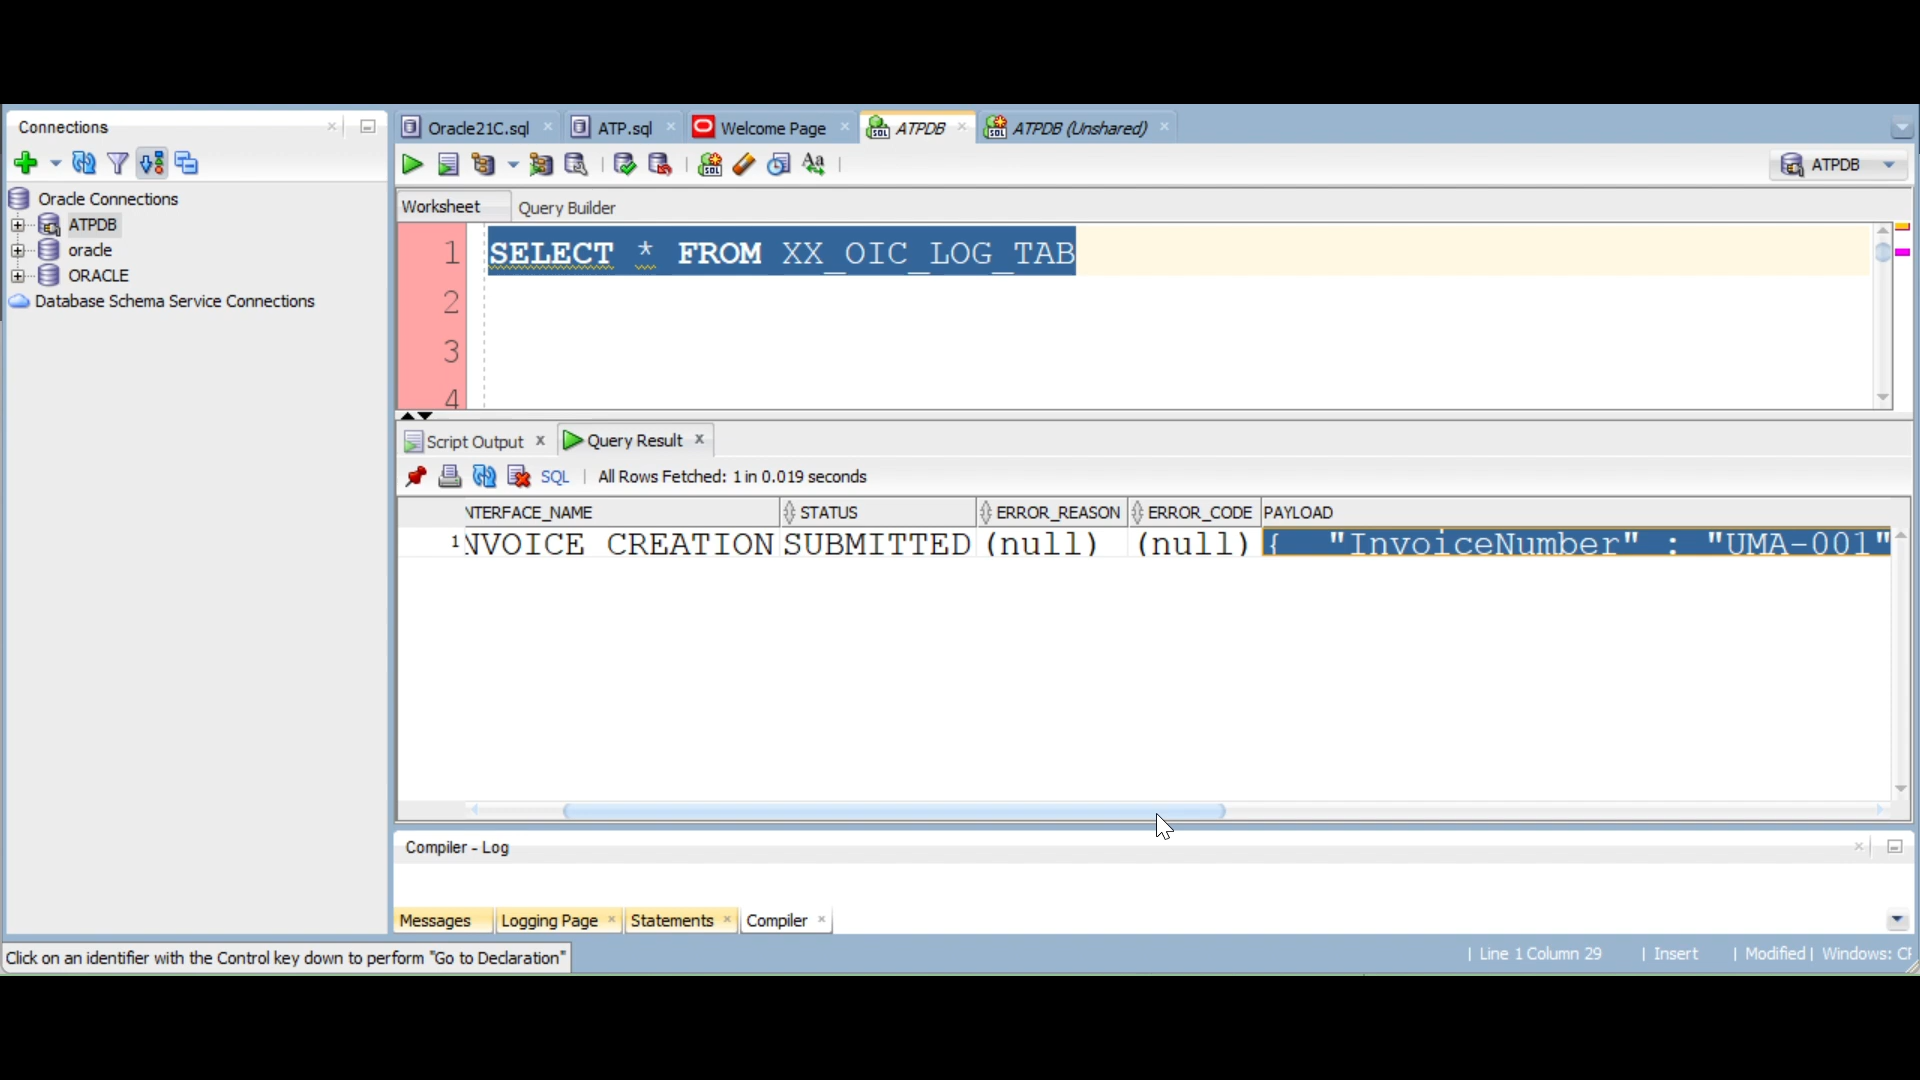 Connections
Oracle21C.sql
ATP.sql
Welcome Page
ATPDB
ATPDB (Unshared)
ATPDB
Oracle Connections
ATPDB
oracle
ORACLE
Database Schema Service Connections
Worksheet
Query Builder
1 SELECT * FROM XX_OIC_LOG_TAB
2
3
4
Script Output
Query Result
SQL | All Rows Fetched: 1 in 0.019 seconds
NTERFACE_NAME STATUS ERROR_REASON ERROR_CODE PAYLOAD
1 NVOICE CREATION SUBMITTED (null) (null) { "InvoiceNumber" : "UMA-001"
Compiler - Log
Messages
Logging Page
Statements
Compiler
Click on an identifier with the Control key down to perform "Go to Declaration"
| Line 1 Column 29 | Insert | Modified | Windows: